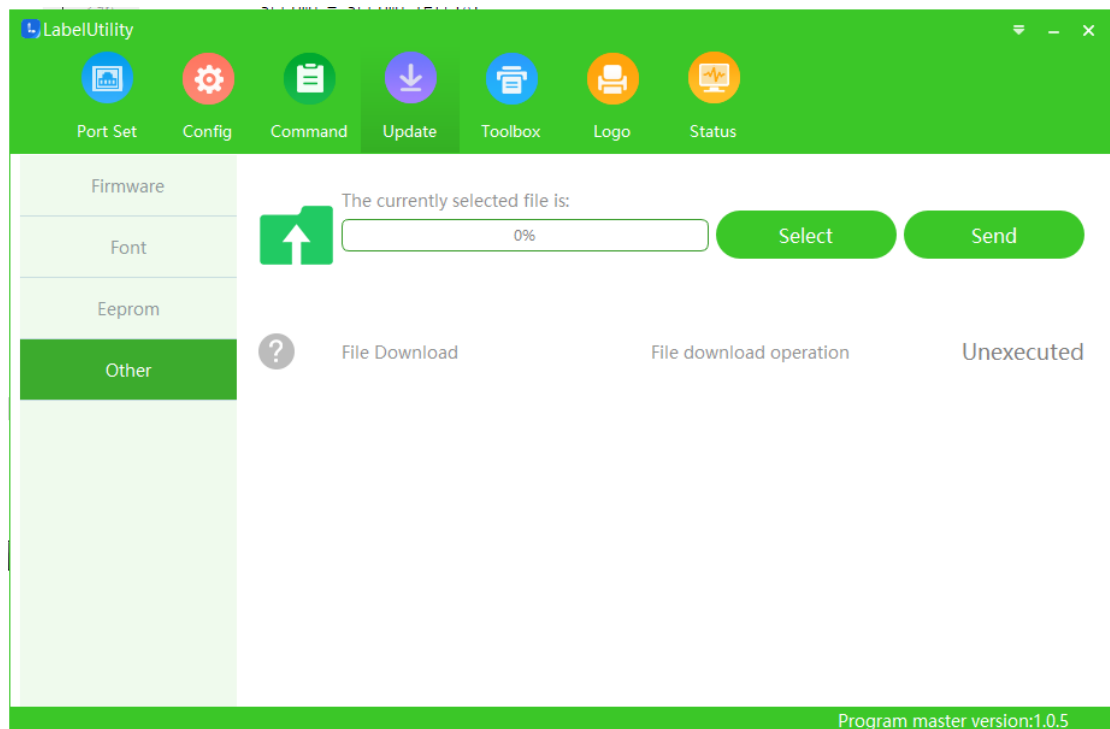 LabelUtility
Port Set
Config
Command
Update
Toolbox
Logo
Status
Firmware
Font
Eeprom
Other
The currently selected file is:
0%
Select
Send
?
File Download
File download operation
Unexecuted
Program master version:1.0.5